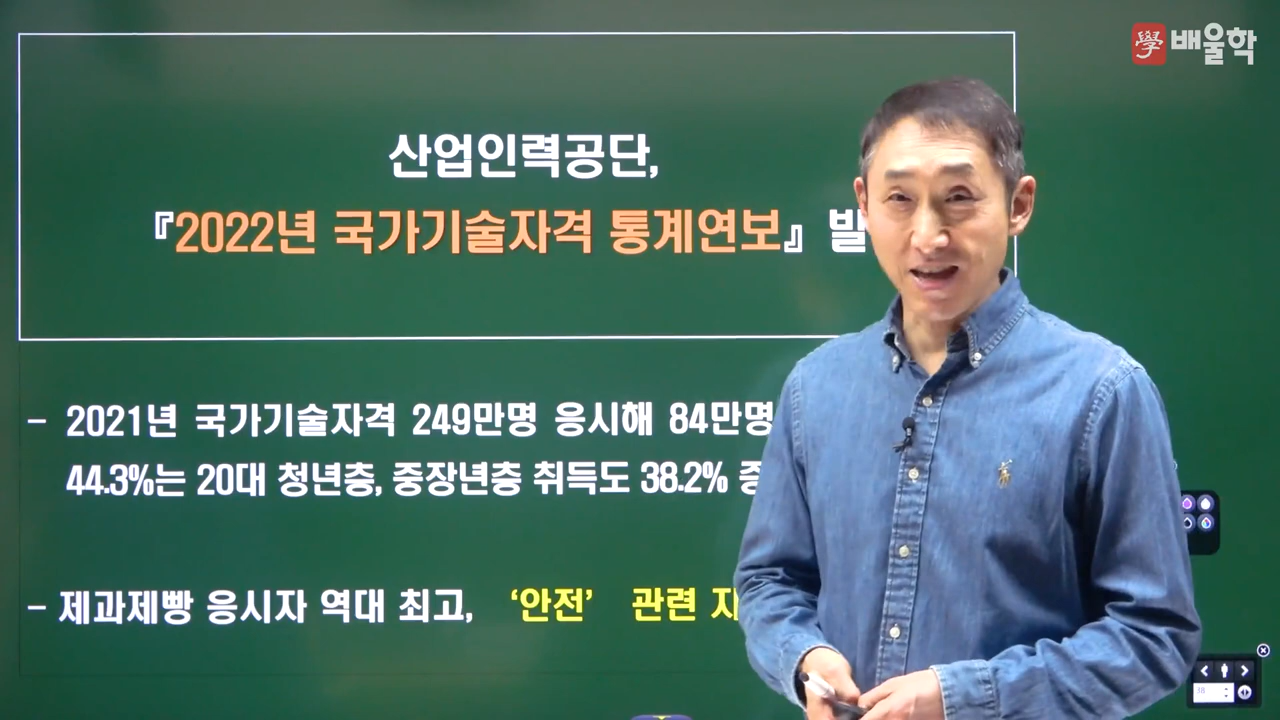 學 배울학
산업인력공단,
『2022년 국가기술자격 통계연보』 발
- 2021년 국가기술자격 249만명 응시해 84만명
44.3%는 20대 청년층, 중장년층 취득도 38.2%
- 제과제빵 응시자 역대 최고, ‘안전’ 관련
18